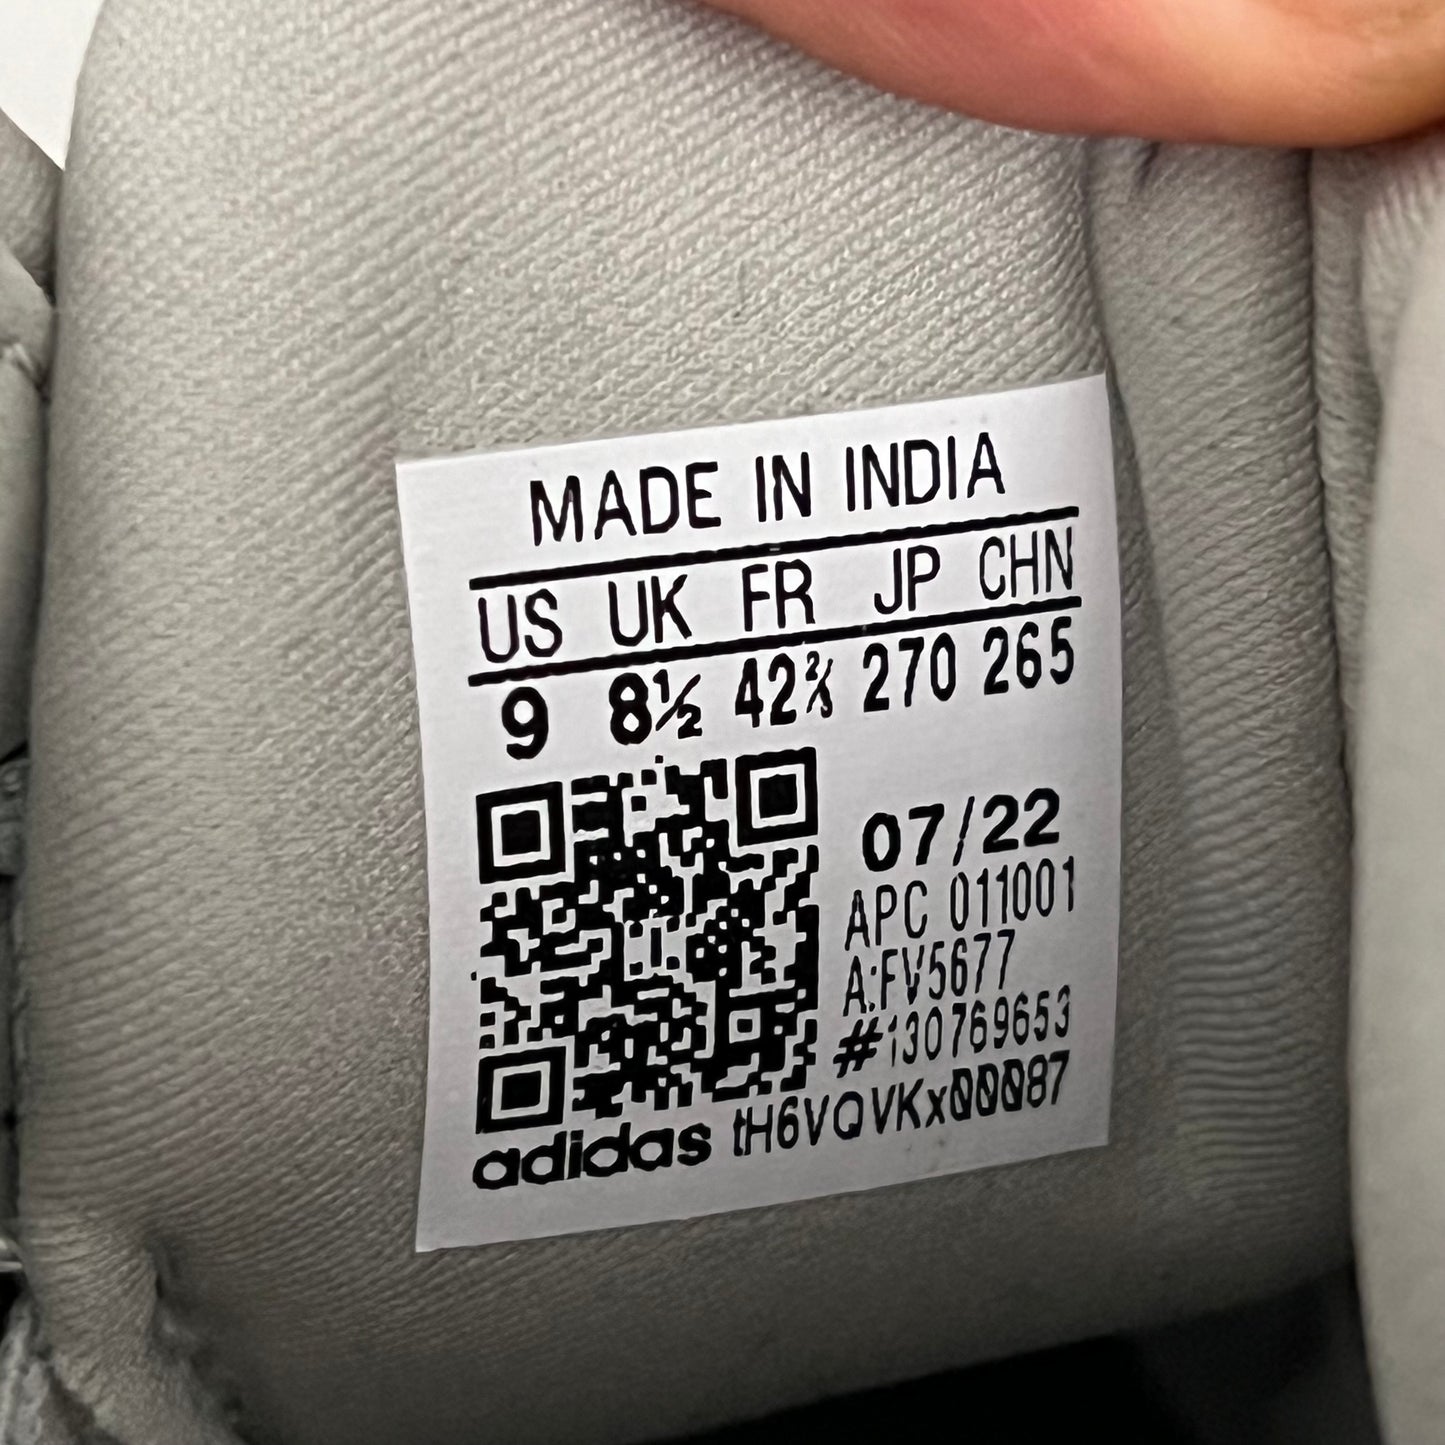 MADE IN INDIA
US UK FR JP CHN
9 8½ 42⅔ 270 265
07/22
APC 011001
A:FV5677
#130769653
adidas tH6VQVKx00087